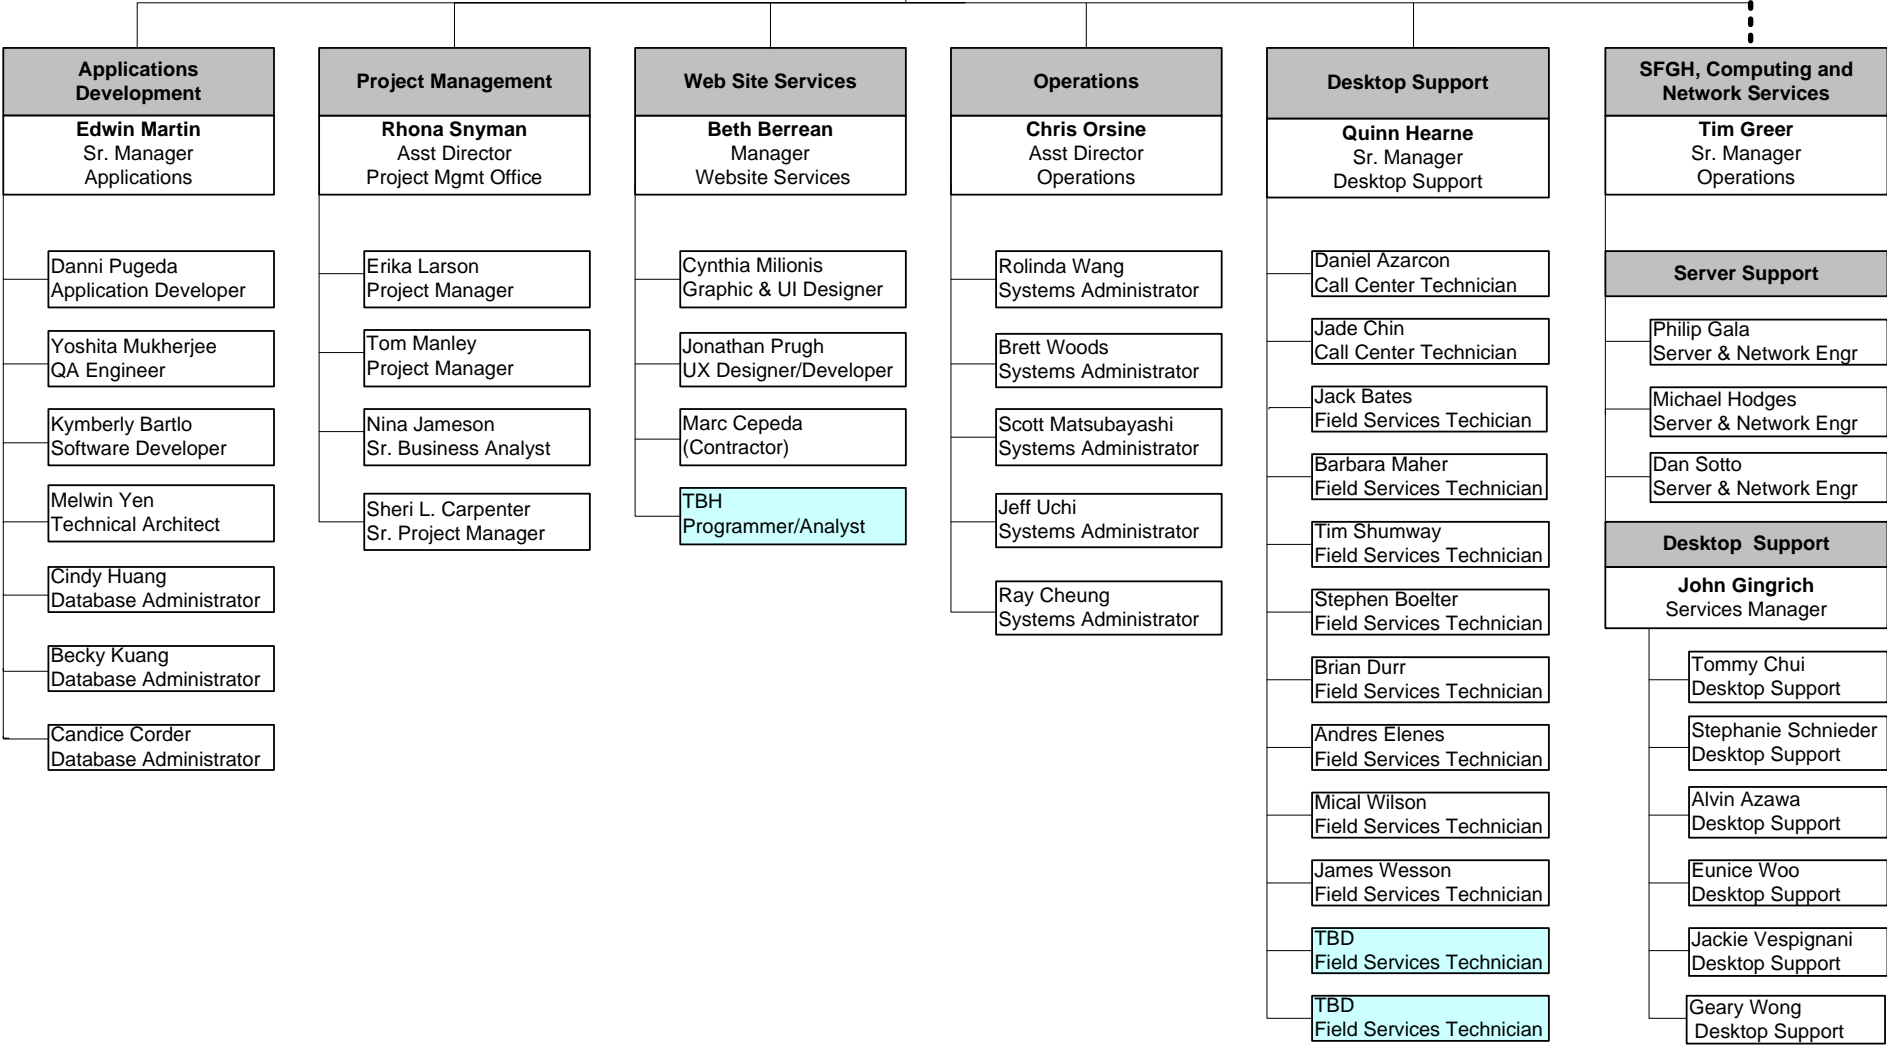 Applications
Development
Edwin Martin
Sr. Manager
Applications
Danni Pugeda
Application Developer
Yoshita Mukherjee
QA Engineer
Kymberly Bartlo
Software Developer
Melwin Yen
Technical Architect
Cindy Huang
Database Administrator
Becky Kuang
Database Administrator
Candice Corder
Database Administrator
Project Management
Rhona Snyman
Asst Director
Project Mgmt Office
Erika Larson
Project Manager
Tom Manley
Project Manager
Nina Jameson
Sr. Business Analyst
Sheri L. Carpenter
Sr. Project Manager
Web Site Services
Beth Berrean
Manager
Website Services
Cynthia Milionis
Graphic & UI Designer
Jonathan Prugh
UX Designer/Developer
Marc Cepeda
(Contractor)
TBH
Programmer/Analyst
Operations
Chris Orsine
Asst Director
Operations
Rolinda Wang
Systems Administrator
Brett Woods
Systems Administrator
Scott Matsubayashi
Systems Administrator
Jeff Uchi
Systems Administrator
Ray Cheung
Systems Administrator
Desktop Support
Quinn Hearne
Sr. Manager
Desktop Support
Daniel Azarcon
Call Center Technician
Jade Chin
Call Center Technician
Jack Bates
Field Services Techician
Barbara Maher
Field Services Technician
Tim Shumway
Field Services Technician
Stephen Boelter
Field Services Technician
Brian Durr
Field Services Technician
Andres Elenes
Field Services Technician
Mical Wilson
Field Services Technician
James Wesson
Field Services Technician
TBD
Field Services Technician
TBD
Field Services Technician
SFGH, Computing and
Network Services
Tim Greer
Sr. Manager
Operations
Server Support
Philip Gala
Server & Network Engr
Michael Hodges
Server & Network Engr
Dan Sotto
Server & Network Engr
Desktop  Support
John Gingrich
Services Manager
Tommy Chui
Desktop Support
Stephanie Schnieder
Desktop Support
Alvin Azawa
Desktop Support
Eunice Woo
Desktop Support
Jackie Vespignani
Desktop Support
Geary Wong
Desktop Support